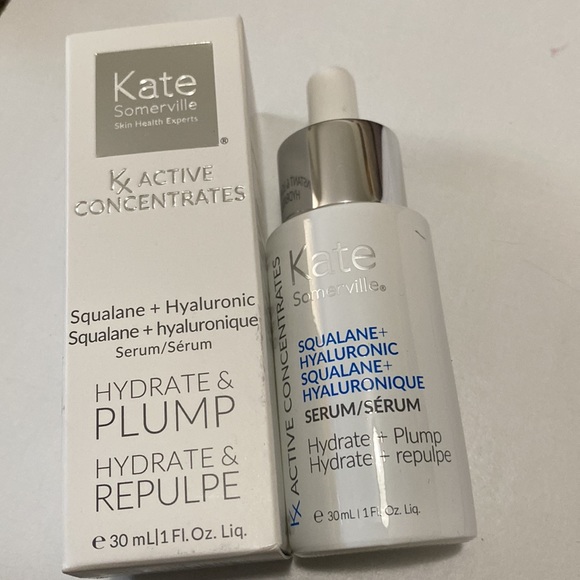 Kate
Somerville
Skin Health Experts
®
Kx ACTIVE
CONCENTRATES
Squalane + Hyaluronic
Squalane + hyaluronique
Serum/Sérum
HYDRATE &
PLUMP
HYDRATE &
REPULPE
e 30 mL|1 Fl. Oz. Liq.
Kate
Somerville®
Kx ACTIVE CONCENTRATES
SQUALANE+
HYALURONIC
SQUALANE+
HYALURONIQUE
SERUM/SÉRUM
Hydrate + Plump
Hydrate + repulpe
e 30 mL | 1 Fl. Oz. Liq.